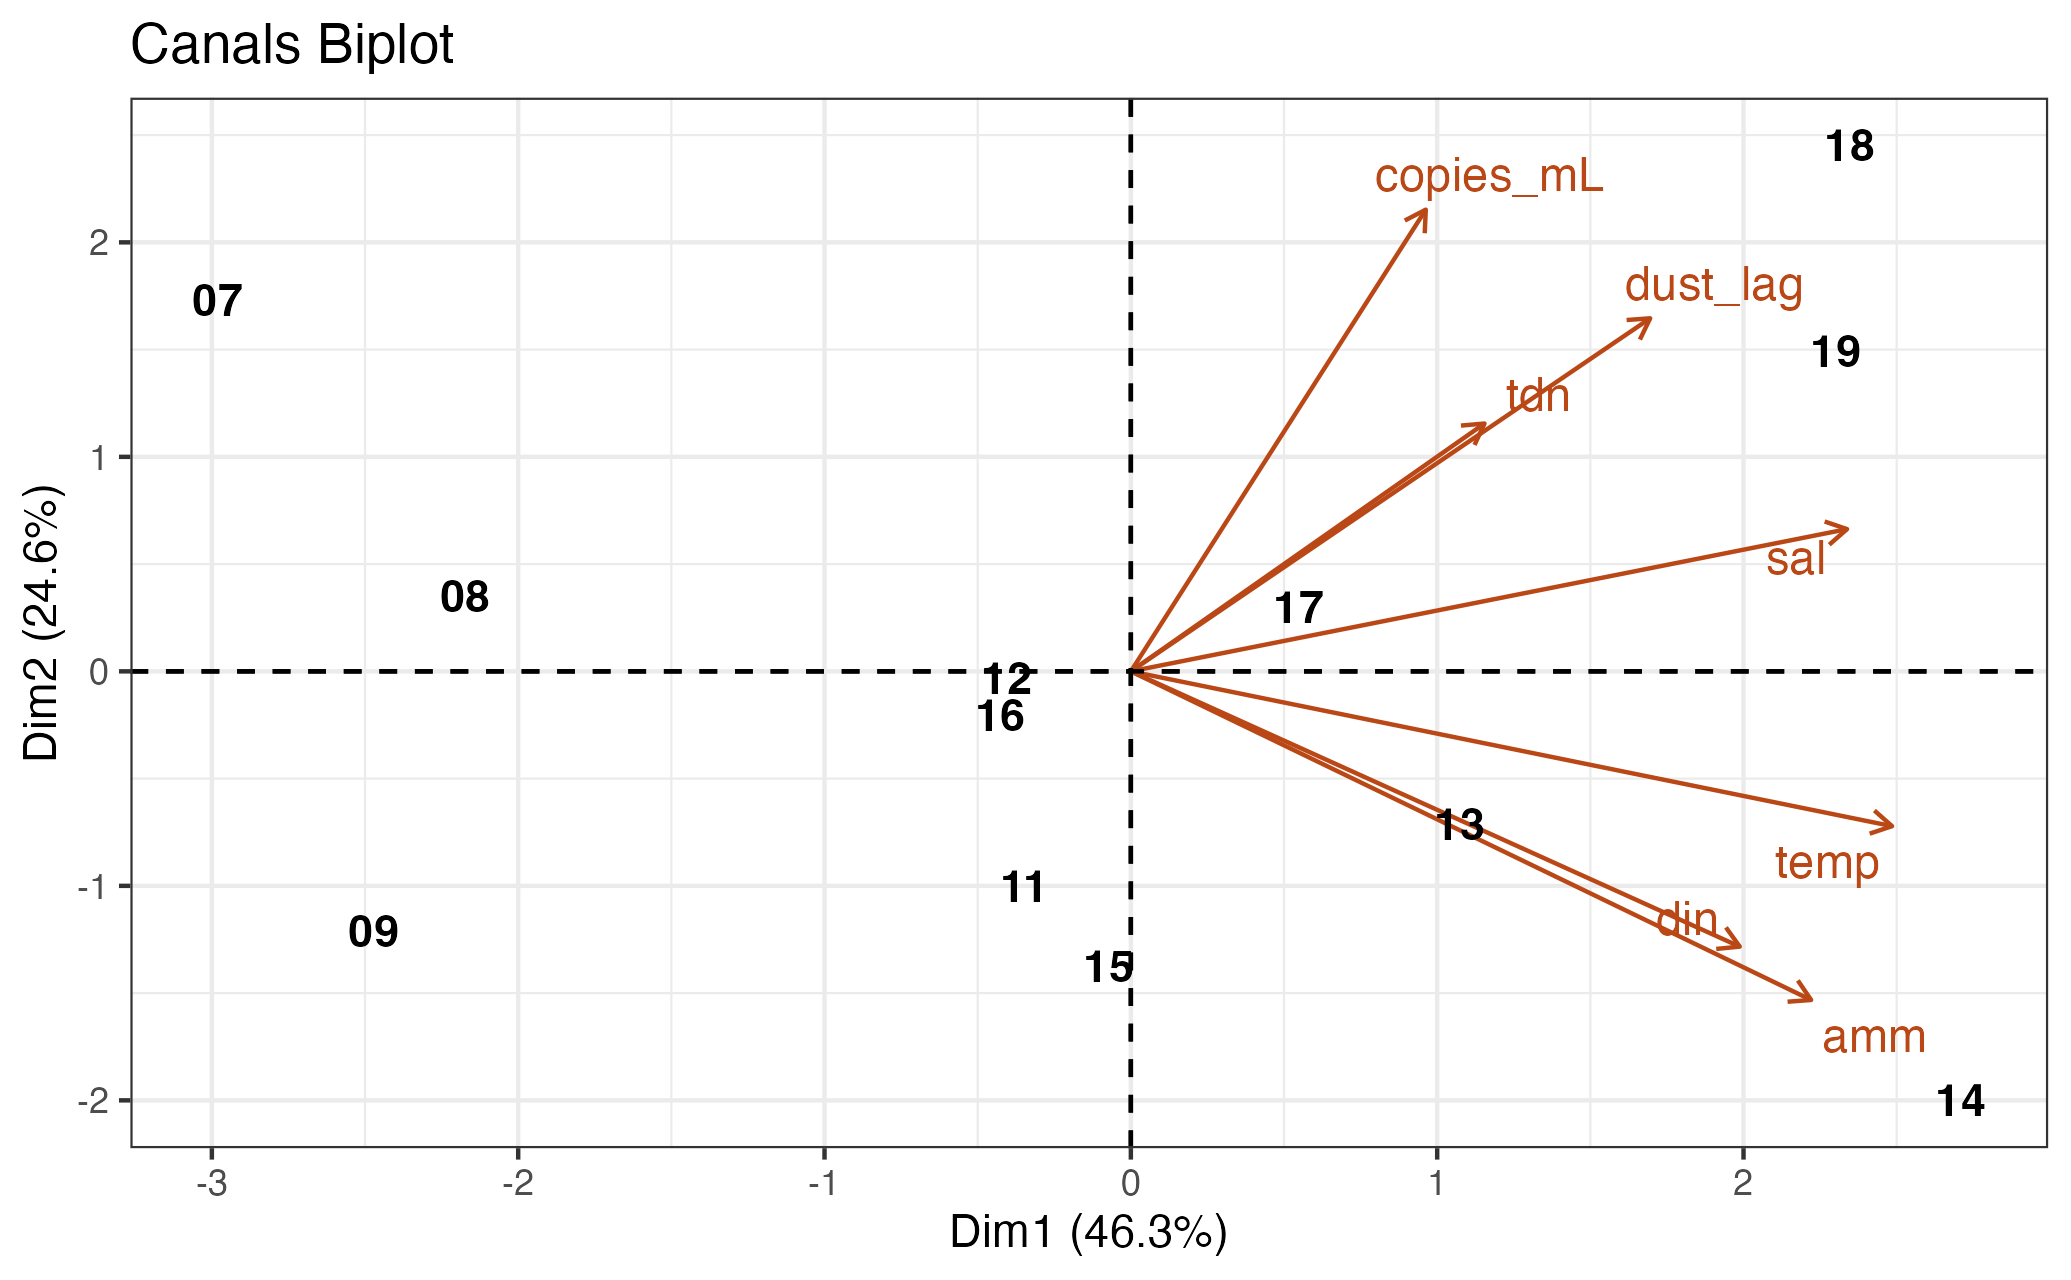 Canals Biplot
18
copies_mL
dust_lag
07
19
tdn
sal
08
17
12
16
13
temp
11
din
09
15
amm
14
2
1
0
-1
-2
-3
-2
-1
0
1
2
Dim2 (24.6%)
Dim1 (46.3%)